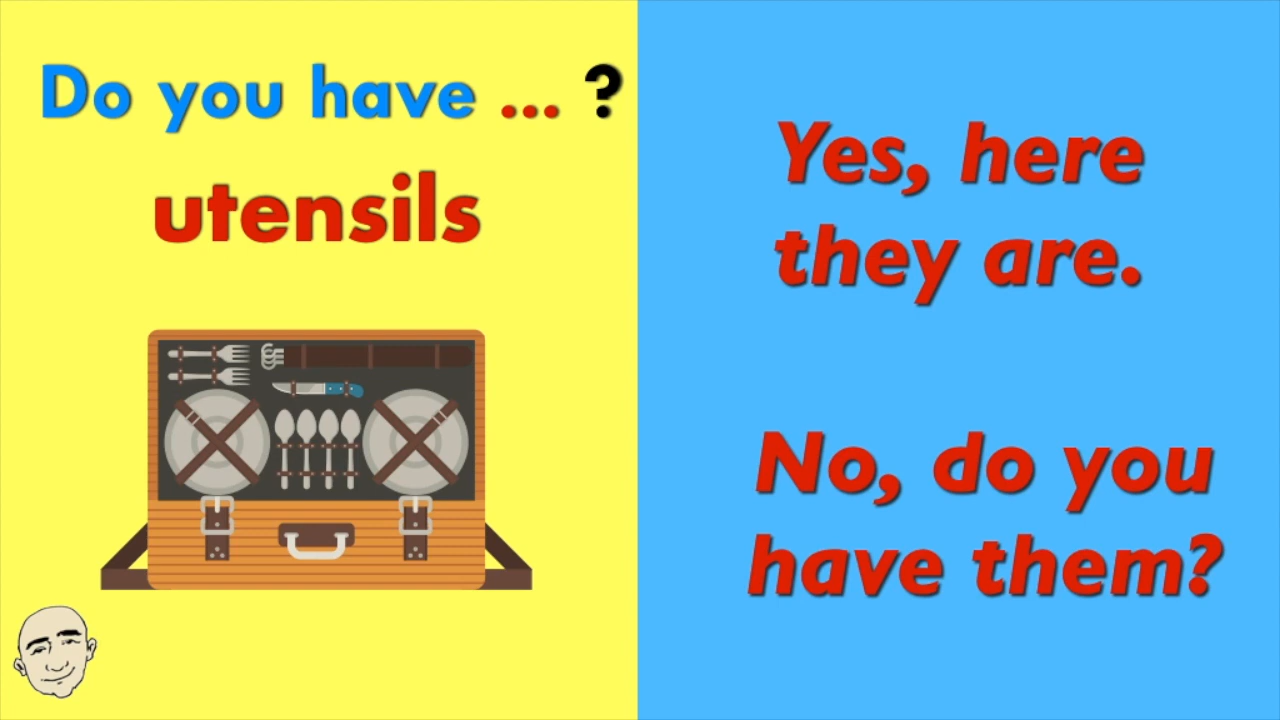 Do you have ... ?
utensils
Yes, here
they are.
No, do you
have them?